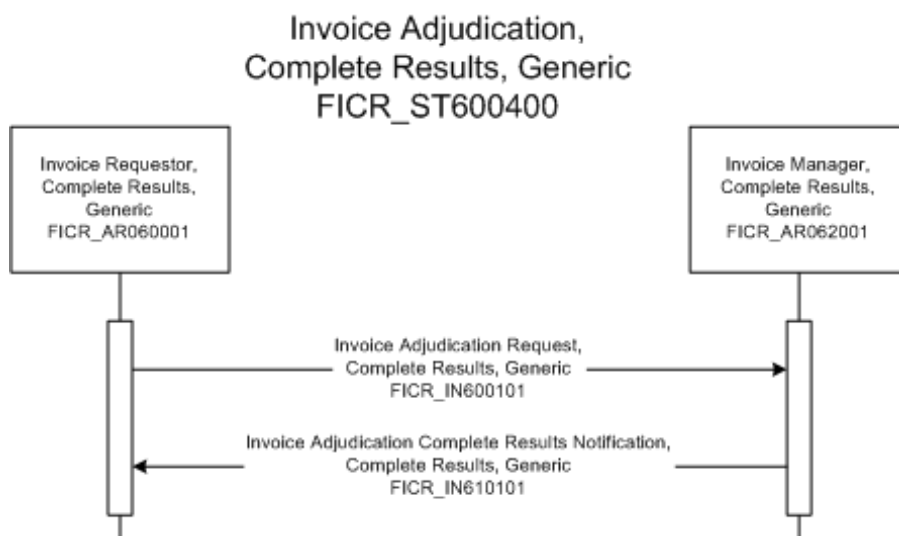 Invoice Adjudication,
Complete Results, Generic
FICR_ST600400
Invoice Requestor,
Complete Results,
Generic
FICR_AR060001
Invoice Manager,
Complete Results,
Generic
FICR_AR062001
Invoice Adjudication Request,
Complete Results, Generic
FICR_IN600101
Invoice Adjudication Complete Results Notification,
Complete Results, Generic
FICR_IN610101